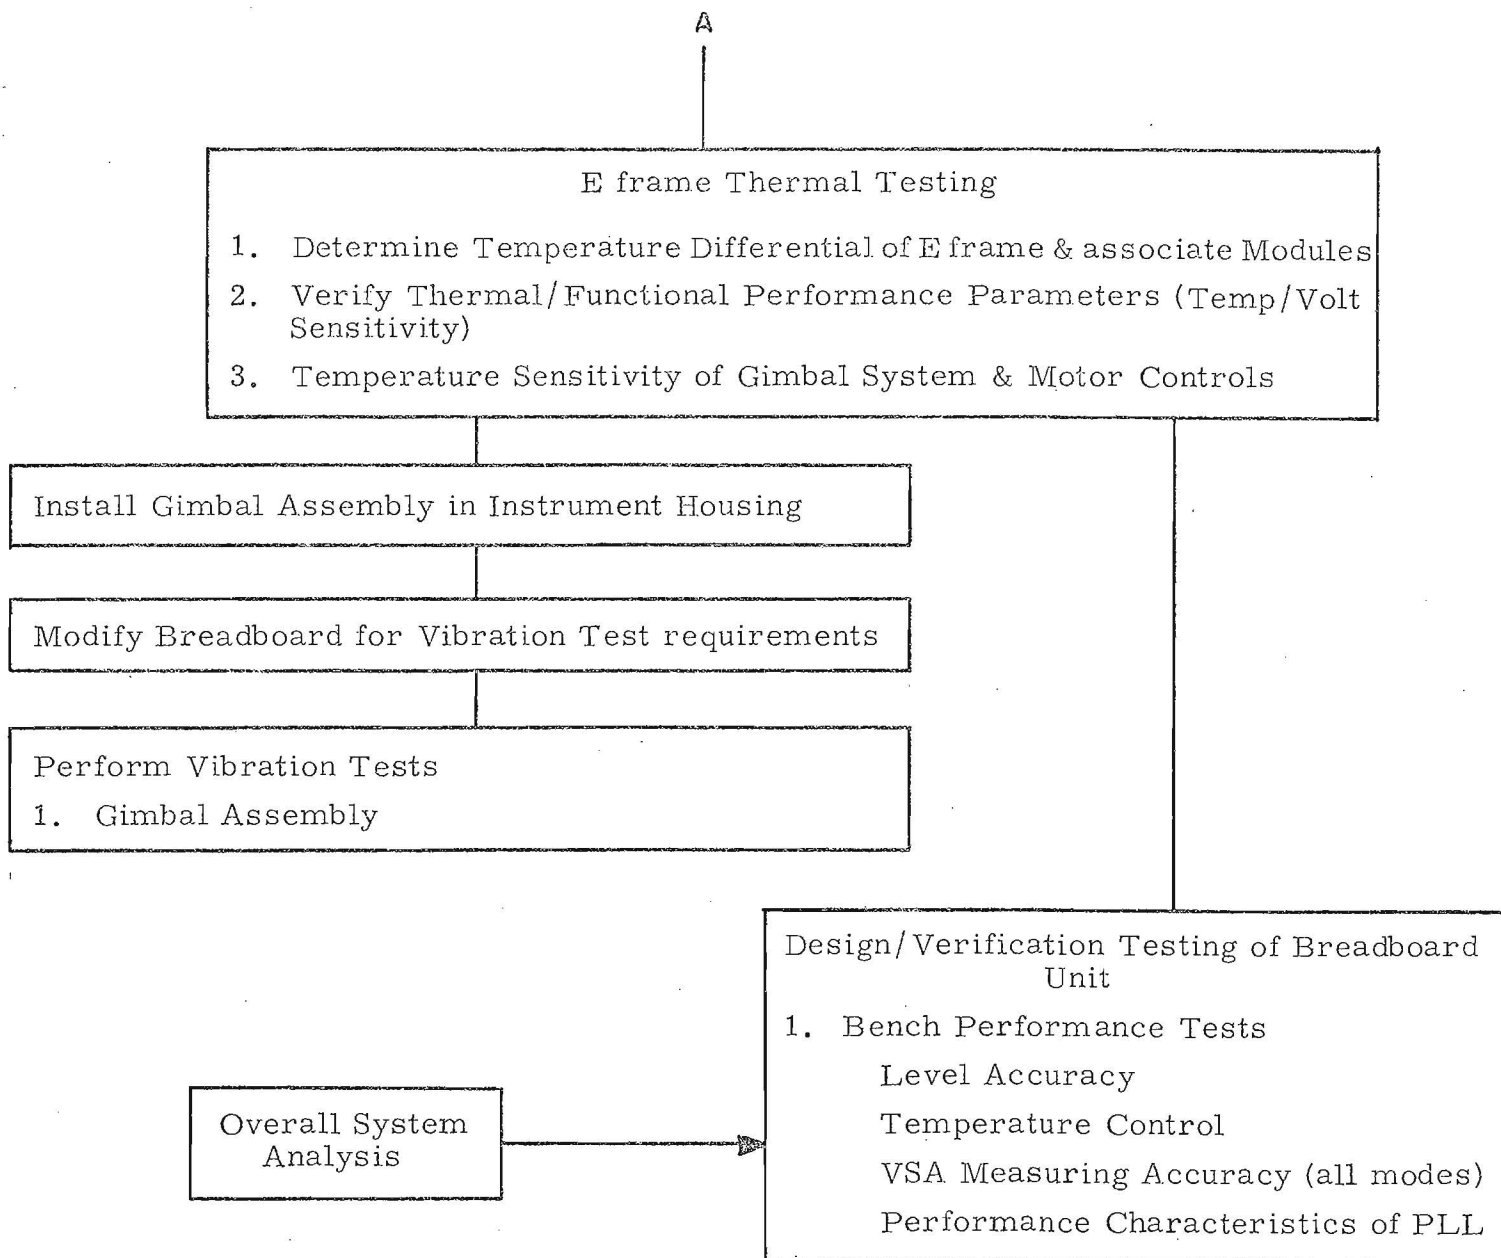 A
E frame Thermal Testing
1. Determine Temperature Differential of E frame & associate Modules
2. Verify Thermal/Functional Performance Parameters (Temp/Volt
Sensitivity)
3. Temperature Sensitivity of Gimbal System & Motor Controls
Install Gimbal Assembly in Instrument Housing
Modify Breadboard for Vibration Test requirements
Perform Vibration Tests
1. Gimbal Assembly
Overall System
Analysis
Design/Verification Testing of Breadboard
Unit
1. Bench Performance Tests
Level Accuracy
Temperature Control
VSA Measuring Accuracy (all modes)
Performance Characteristics of PLL